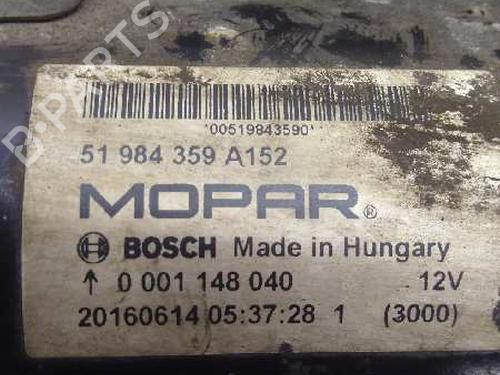 *00519843590*
51 984 359 A152
MOPAR®
BOSCH Made in Hungary
↑ 0 001 148 040 12V
20160614 05:37:28 1 (3000)